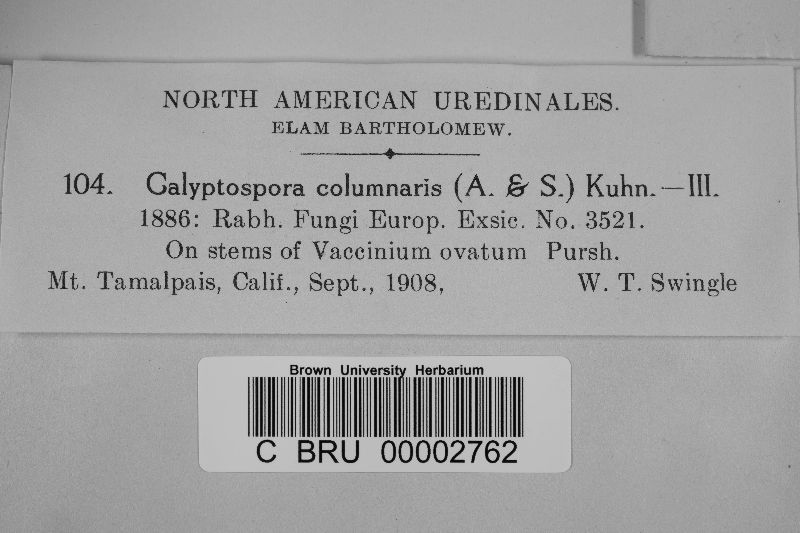 NORTH AMERICAN UREDINALES.
ELAM BARTHOLOMEW.
104. Calyptospora columnaris (A. & S.) Kuhn.—III.
1886: Rabh. Fungi Europ. Exsic. No. 3521.
On stems of Vaccinium ovatum Pursh.
Mt. Tamalpais, Calif., Sept., 1908, W. T. Swingle
Brown University Herbarium
C BRU 00002762